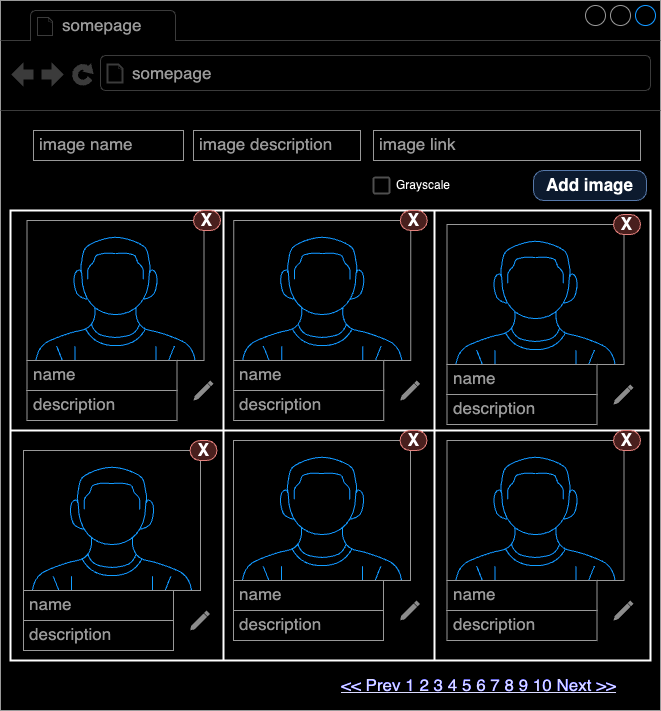 somepage
somepage
image name image description image link
Grayscale Add image
X X X
name name name
description description description
X X X
name name name
description description description
<< Prev 1 2 3 4 5 6 7 8 9 10 Next >>